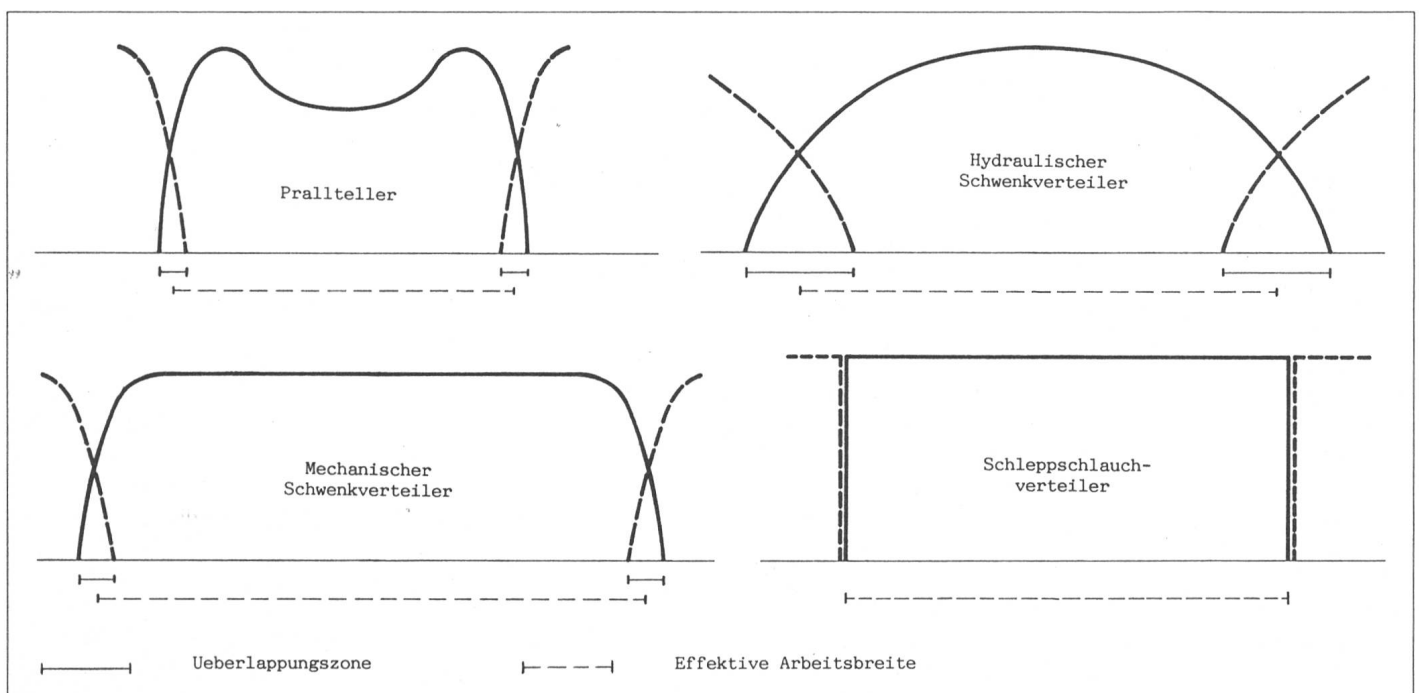 Prallteller
Hydraulischer
Schwenkverteiler
Mechanischer
Schwenkverteiler
Schleppschlauch-
verteiler
Ueberlappungszone
Effektive Arbeitsbreite